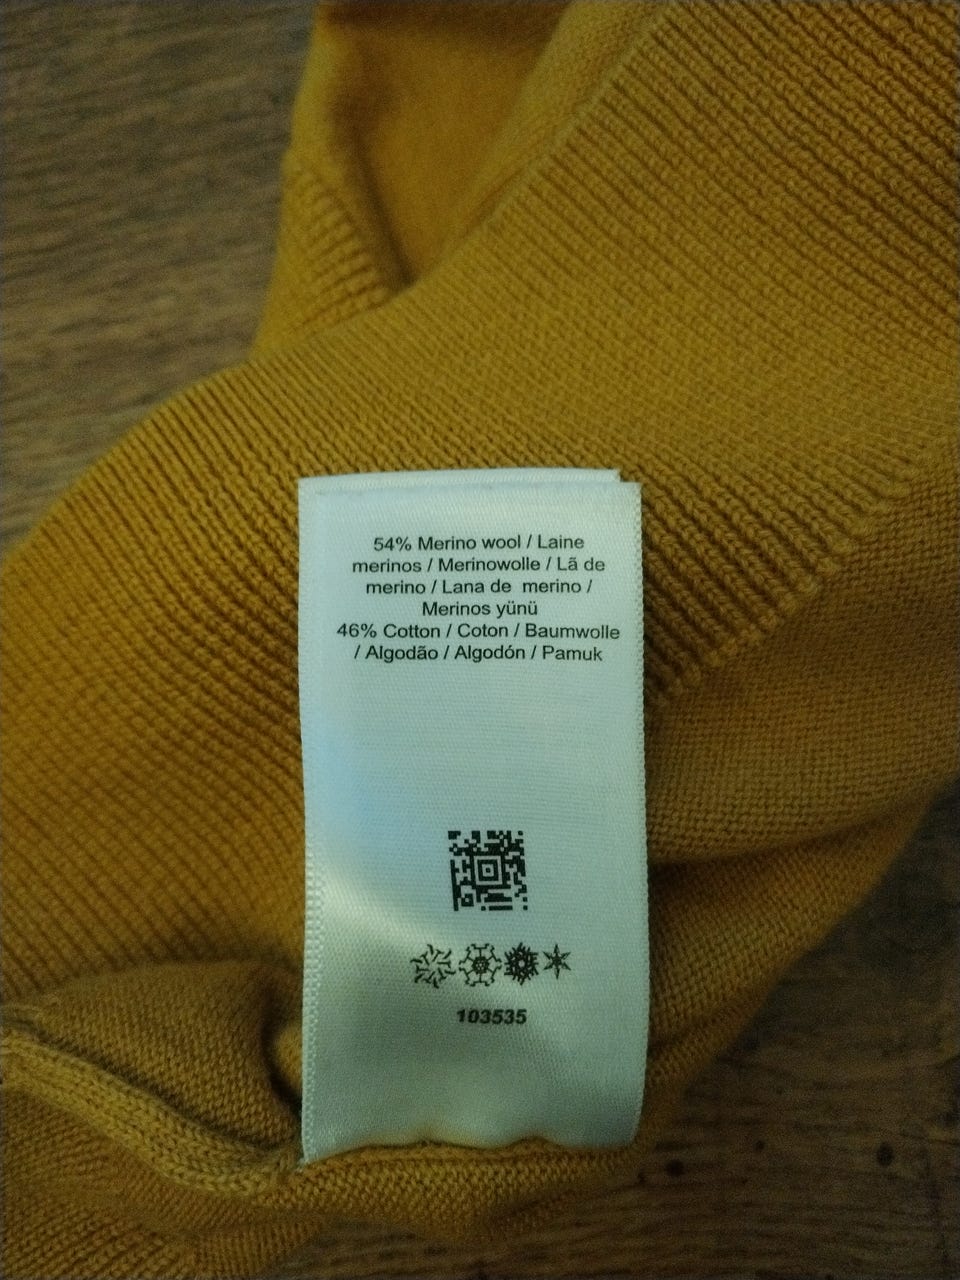 54% Merino wool / Laine
merinos / Merinowolle / Lã de
merino / Lana de merino /
Merinos yünü
46% Cotton / Coton / Baumwolle
/ Algodão / Algodón / Pamuk
103535